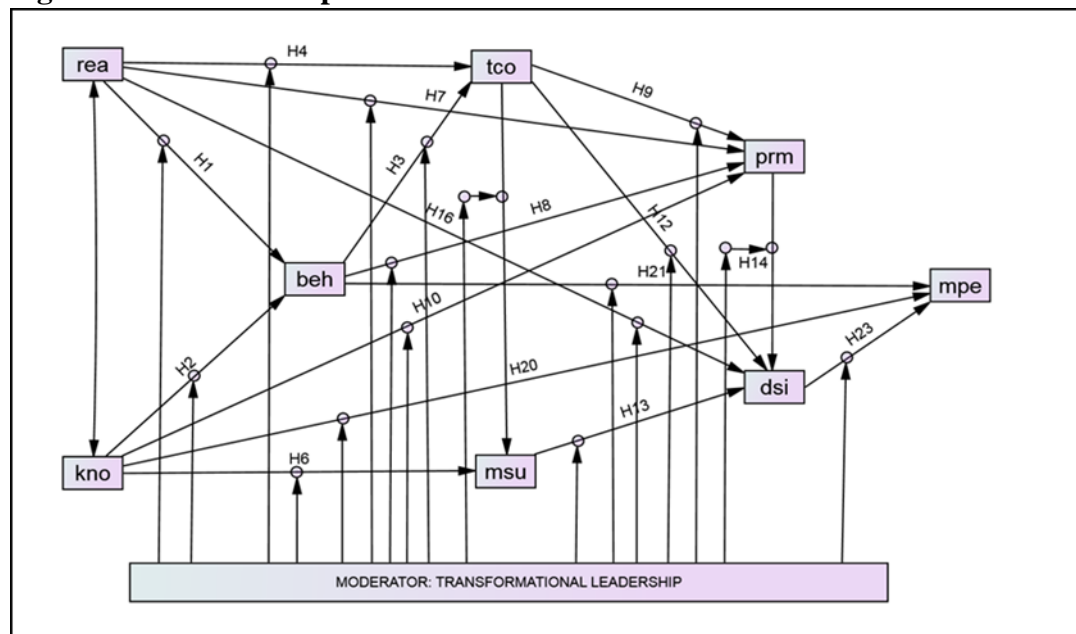 rea
H4
tco
H9
H7
prm
H1
H3
H16
H8
H12
beh
H21
H14
mpe
H10
H2
H20
H23
dsi
H13
kno
H6
msu
MODERATOR: TRANSFORMATIONAL LEADERSHIP